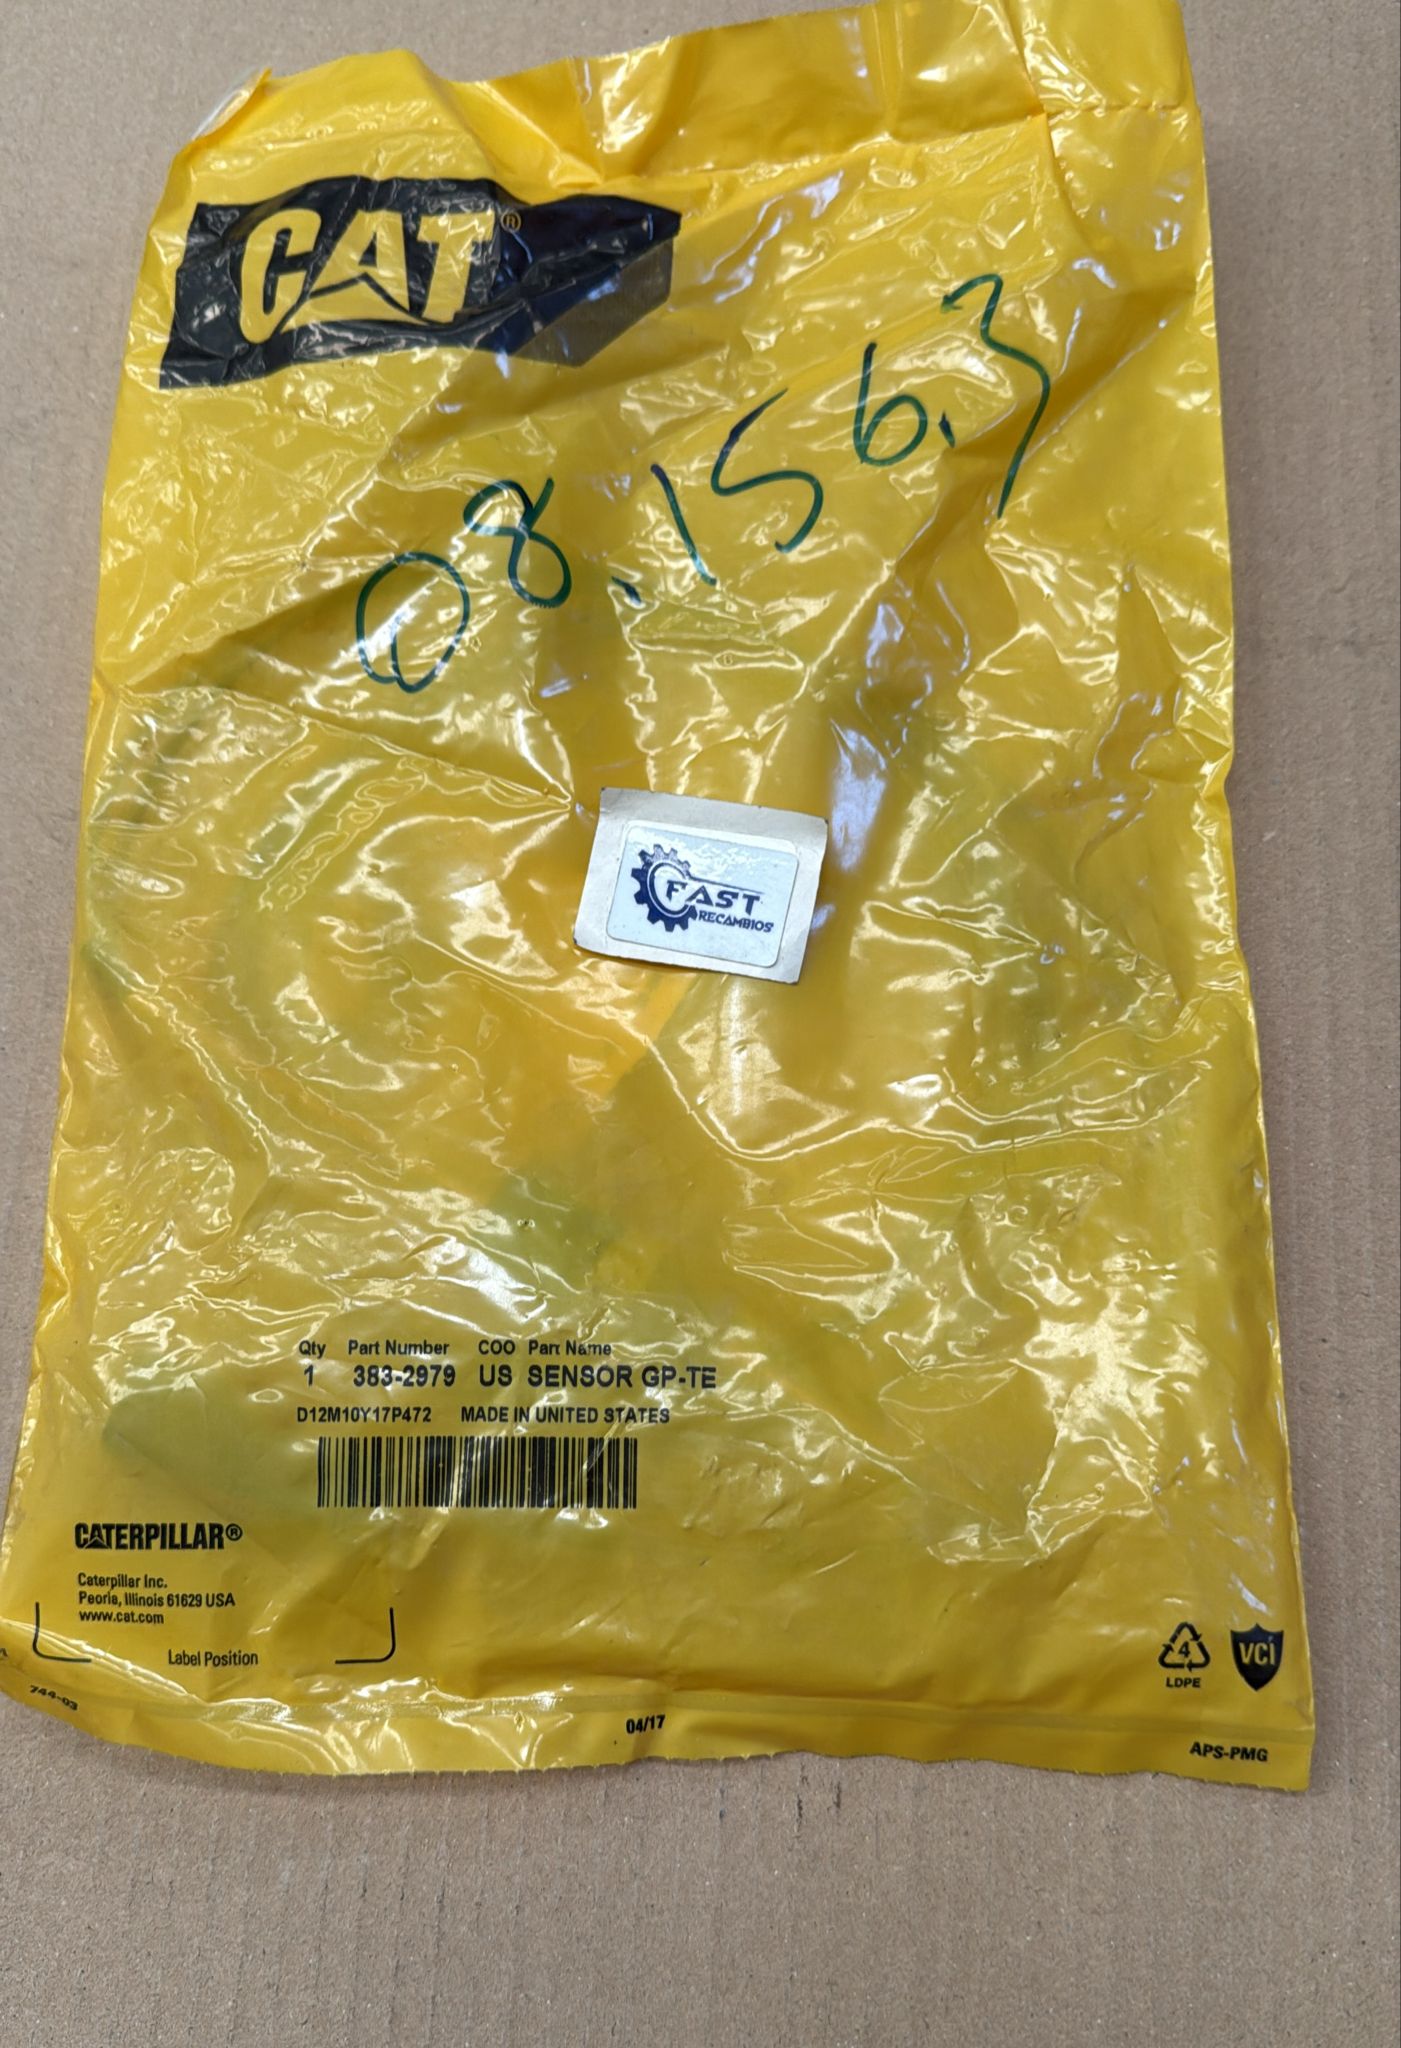 CAT®
08.156.3
FAST
RECAMBIOS
Qty Part Number COO Part Name
1 383-2979 US SENSOR GP-TE
D12M10Y17P472 MADE IN UNITED STATES
CATERPILLAR®
Caterpillar Inc.
Peoria, Illinois 61629 USA
www.cat.com
Label Position
4
LDPE
VCi
744-03
04/17
APS-PMG